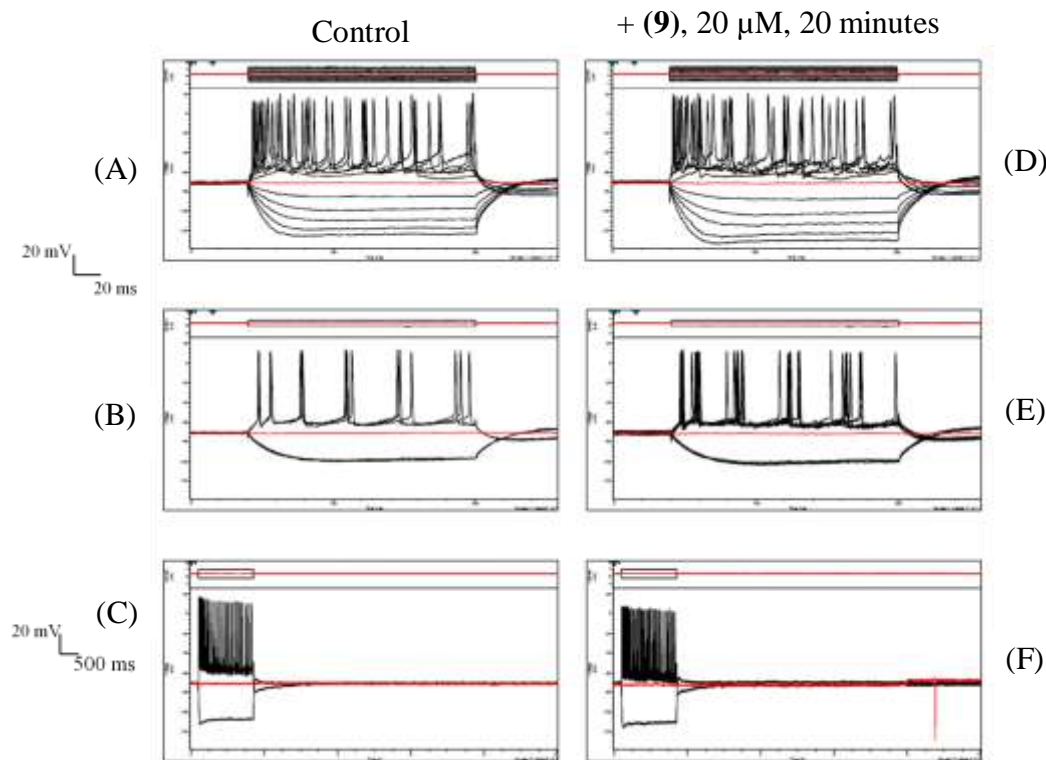 Control
+ (9), 20 µM, 20 minutes
(A)
(D)
20 mV
20 ms
(B)
(E)
(C)
(F)
20 mV
500 ms